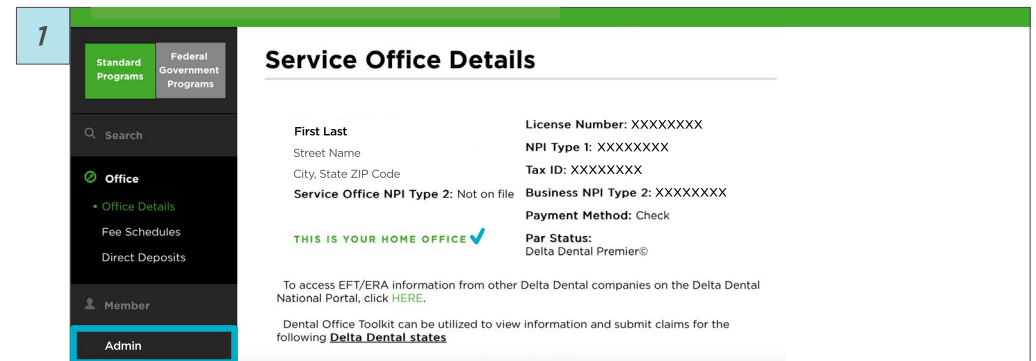 1
Standard
Programs
Federal
Government
Programs
Search
Office
• Office Details
Fee Schedules
Direct Deposits
Member
Admin
Service Office Details
First Last
Street Name
City, State ZIP Code
Service Office NPI Type 2: Not on file
THIS IS YOUR HOME OFFICE
License Number: XXXXXXXX
NPI Type 1: XXXXXXXX
Tax ID: XXXXXXXX
Business NPI Type 2: XXXXXXXX
Payment Method: Check
Par Status:
Delta Dental Premier©
To access EFT/ERA information from other Delta Dental companies on the Delta Dental
National Portal, click HERE.
Dental Office Toolkit can be utilized to view information and submit claims for the
following Delta Dental states